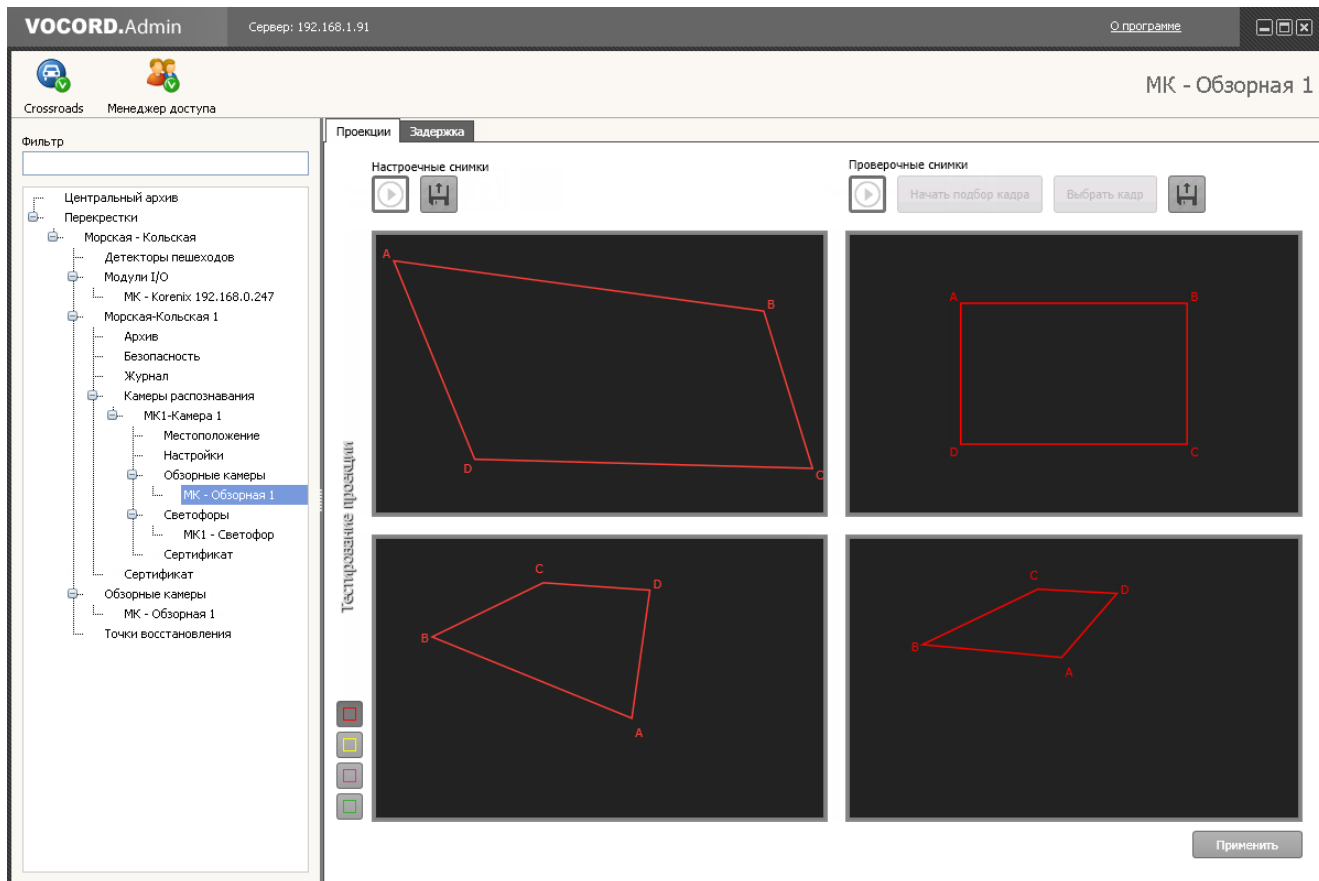 VOCORD.Admin
Сервер: 192.168.1.91
О программе
Crossroads
Менеджер доступа
МК - Обзорная 1
Фильтр
Центральный архив
Перекрестки
Морская - Кольская
Детекторы пешеходов
Модули I/O
МК - Korenix 192.168.0.247
Морская-Кольская 1
Архив
Безопасность
Журнал
Камеры распознавания
МК1-Камера 1
Местоположение
Настройки
Обзорные камеры
МК - Обзорная 1
Светофоры
МК1 - Светофор
Сертификат
Сертификат
Обзорные камеры
МК - Обзорная 1
Точки восстановления
Проекции
Задержка
Настроечные снимки
Проверочные снимки
Начать подбор кадра
Выбрать кадр
Тестирование проекции
A
B
D
C
A
B
D
C
C
D
B
A
C
D
B
A
Применить